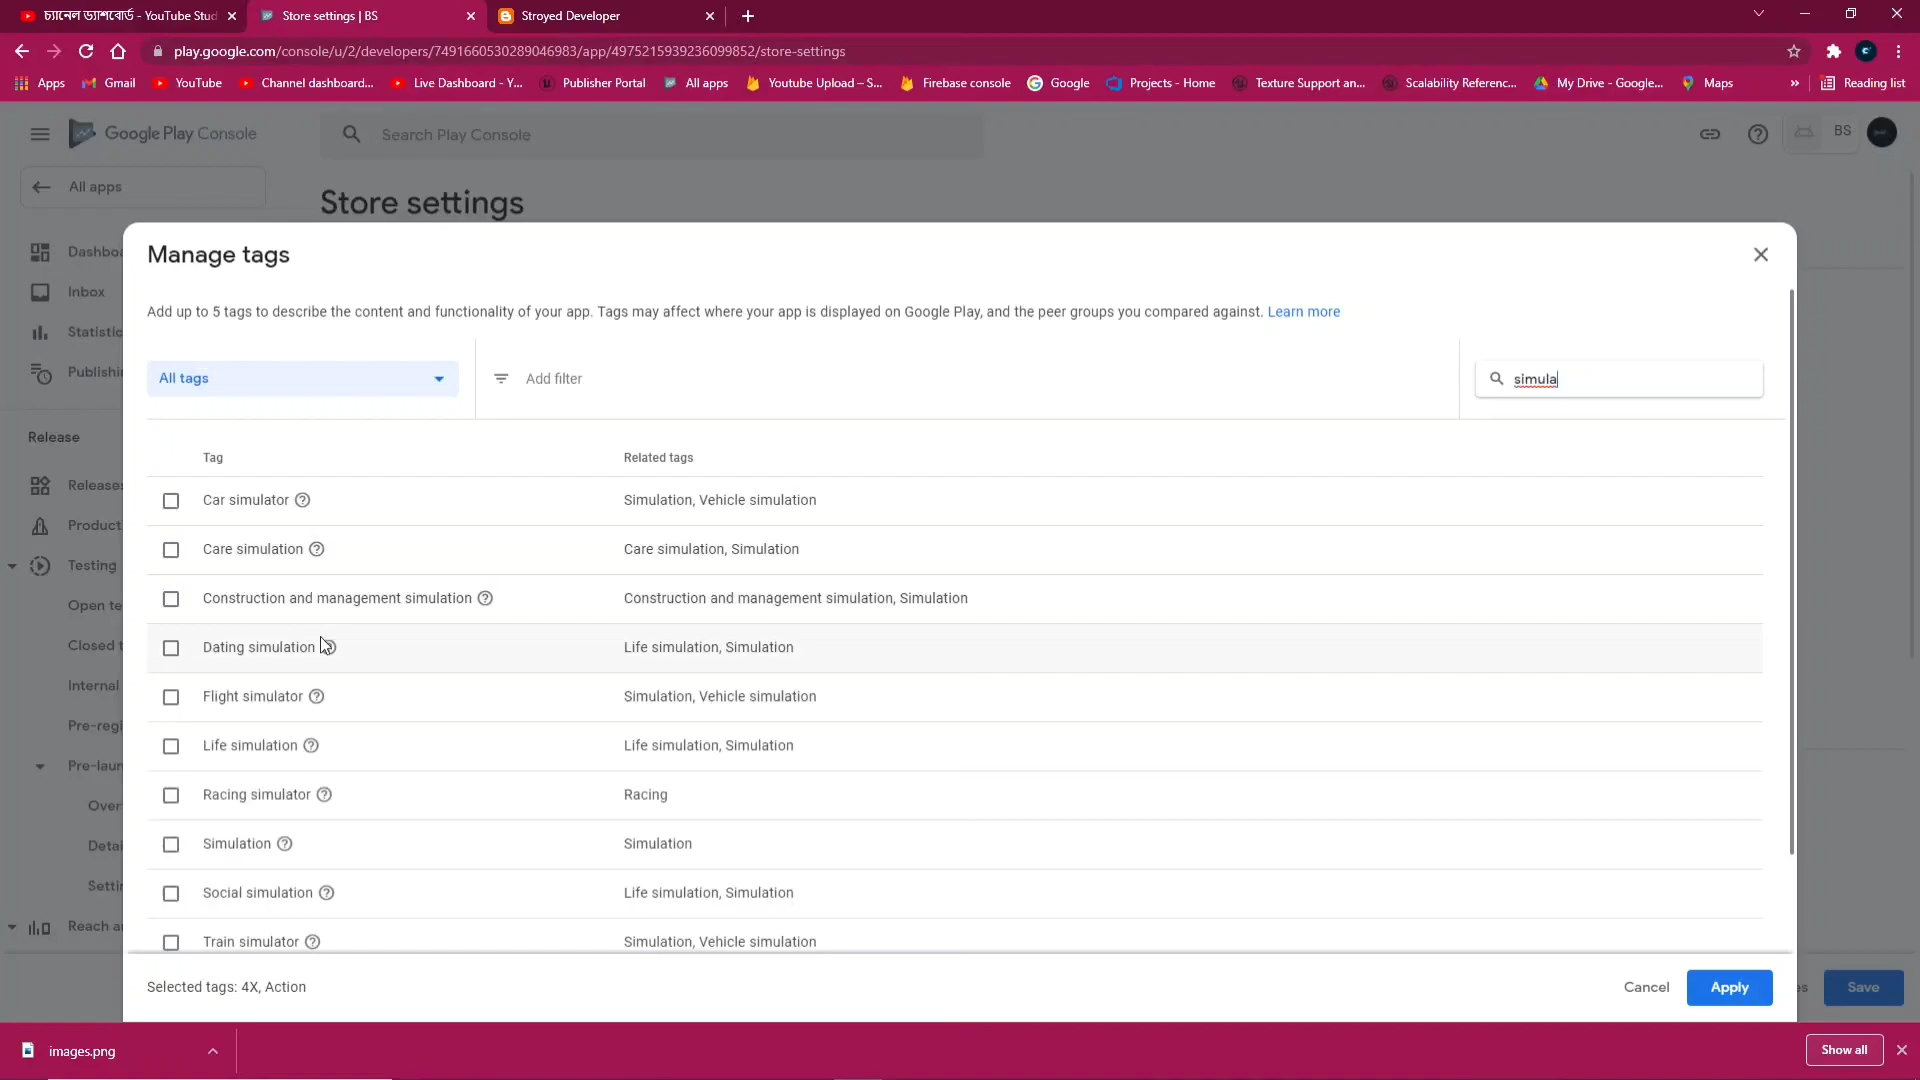 চ্যানেল ড্যাশবোর্ড - YouTube Stud
Store settings | BS
Stroyed Developer
play.google.com/console/u/2/developers/7491660530289046983/app/4975215939236099852/store-settings
Apps
Gmail
YouTube
Channel dashboard...
Live Dashboard - Y...
Publisher Portal
All apps
Youtube Upload – S...
Firebase console
Google
Projects - Home
Texture Support an...
Scalability Referenc...
My Drive - Google...
Maps
Reading list
Google Play Console
Search Play Console
BS
All apps
Store settings
Dashbo
Inbox
Statistic
Publishi
Release
Releases
Product
Testing
Open te
Closed t
Internal
Pre-regi
Pre-laun
Over
Detai
Setti
Reach a
Manage tags
Add up to 5 tags to describe the content and functionality of your app. Tags may affect where your app is displayed on Google Play, and the peer groups you compared against. Learn more
All tags
Add filter
simula
Tag
Related tags
Car simulator
Simulation, Vehicle simulation
Care simulation
Care simulation, Simulation
Construction and management simulation
Construction and management simulation, Simulation
Dating simulation
Life simulation, Simulation
Flight simulator
Simulation, Vehicle simulation
Life simulation
Life simulation, Simulation
Racing simulator
Racing
Simulation
Simulation
Social simulation
Life simulation, Simulation
Train simulator
Simulation, Vehicle simulation
Selected tags: 4X, Action
Cancel
Apply
es
Save
images.png
Show all